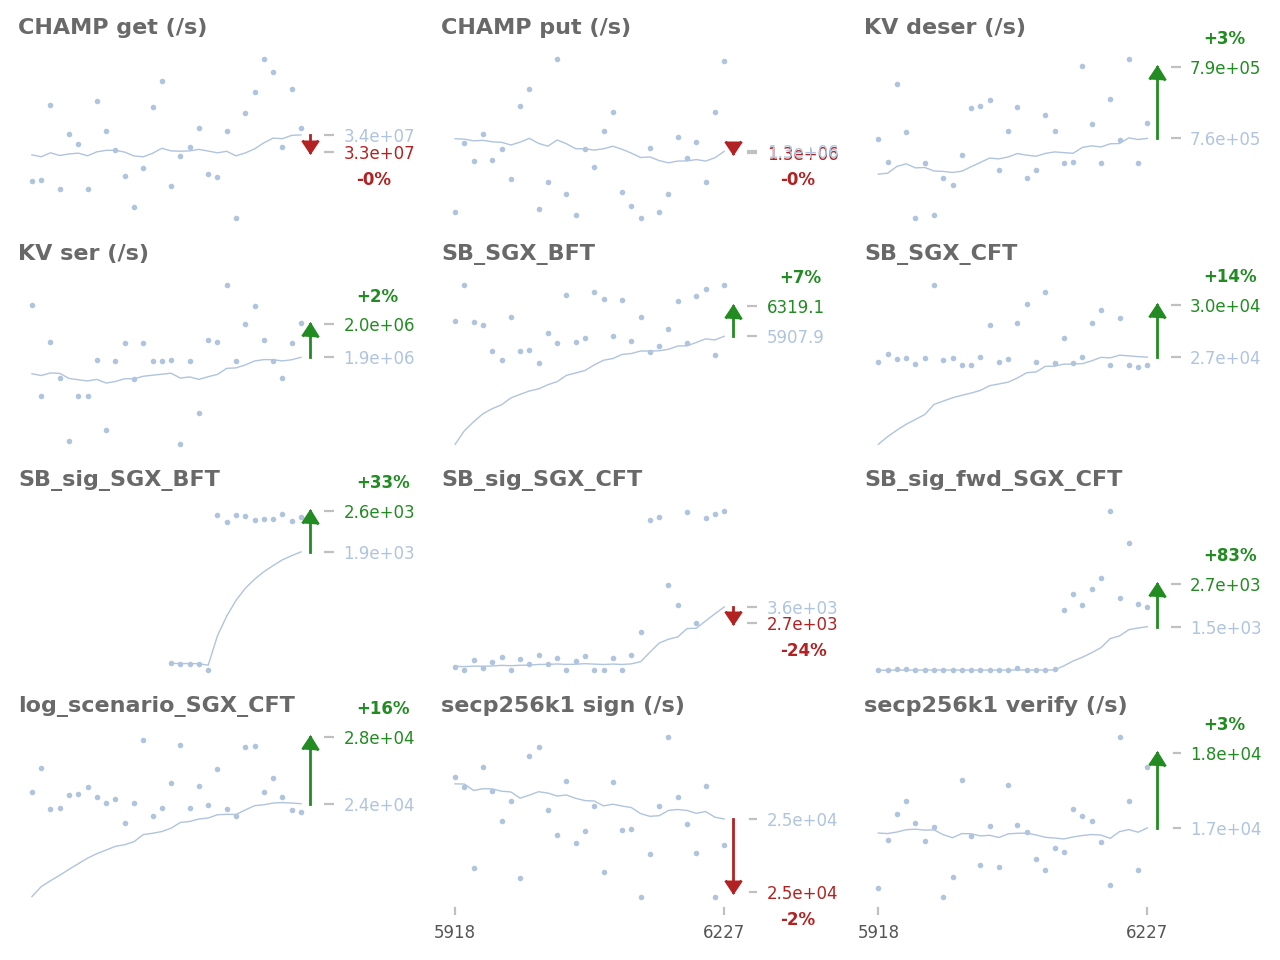 CHAMP get (/s)
3.4e+07
3.3e+07
-0%
CHAMP put (/s)
1.3e+06
-0%
KV deser (/s)
+3%
7.9e+05
7.6e+05
KV ser (/s)
+2%
2.0e+06
1.9e+06
SB_SGX_BFT
+7%
6319.1
5907.9
SB_SGX_CFT
+14%
3.0e+04
2.7e+04
SB_sig_SGX_BFT
+33%
2.6e+03
1.9e+03
SB_sig_SGX_CFT
3.6e+03
2.7e+03
-24%
SB_sig_fwd_SGX_CFT
+83%
2.7e+03
1.5e+03
log_scenario_SGX_CFT
+16%
2.8e+04
2.4e+04
secp256k1 sign (/s)
2.5e+04
2.5e+04
-2%
5918
6227
secp256k1 verify (/s)
+3%
1.8e+04
1.7e+04
5918
6227